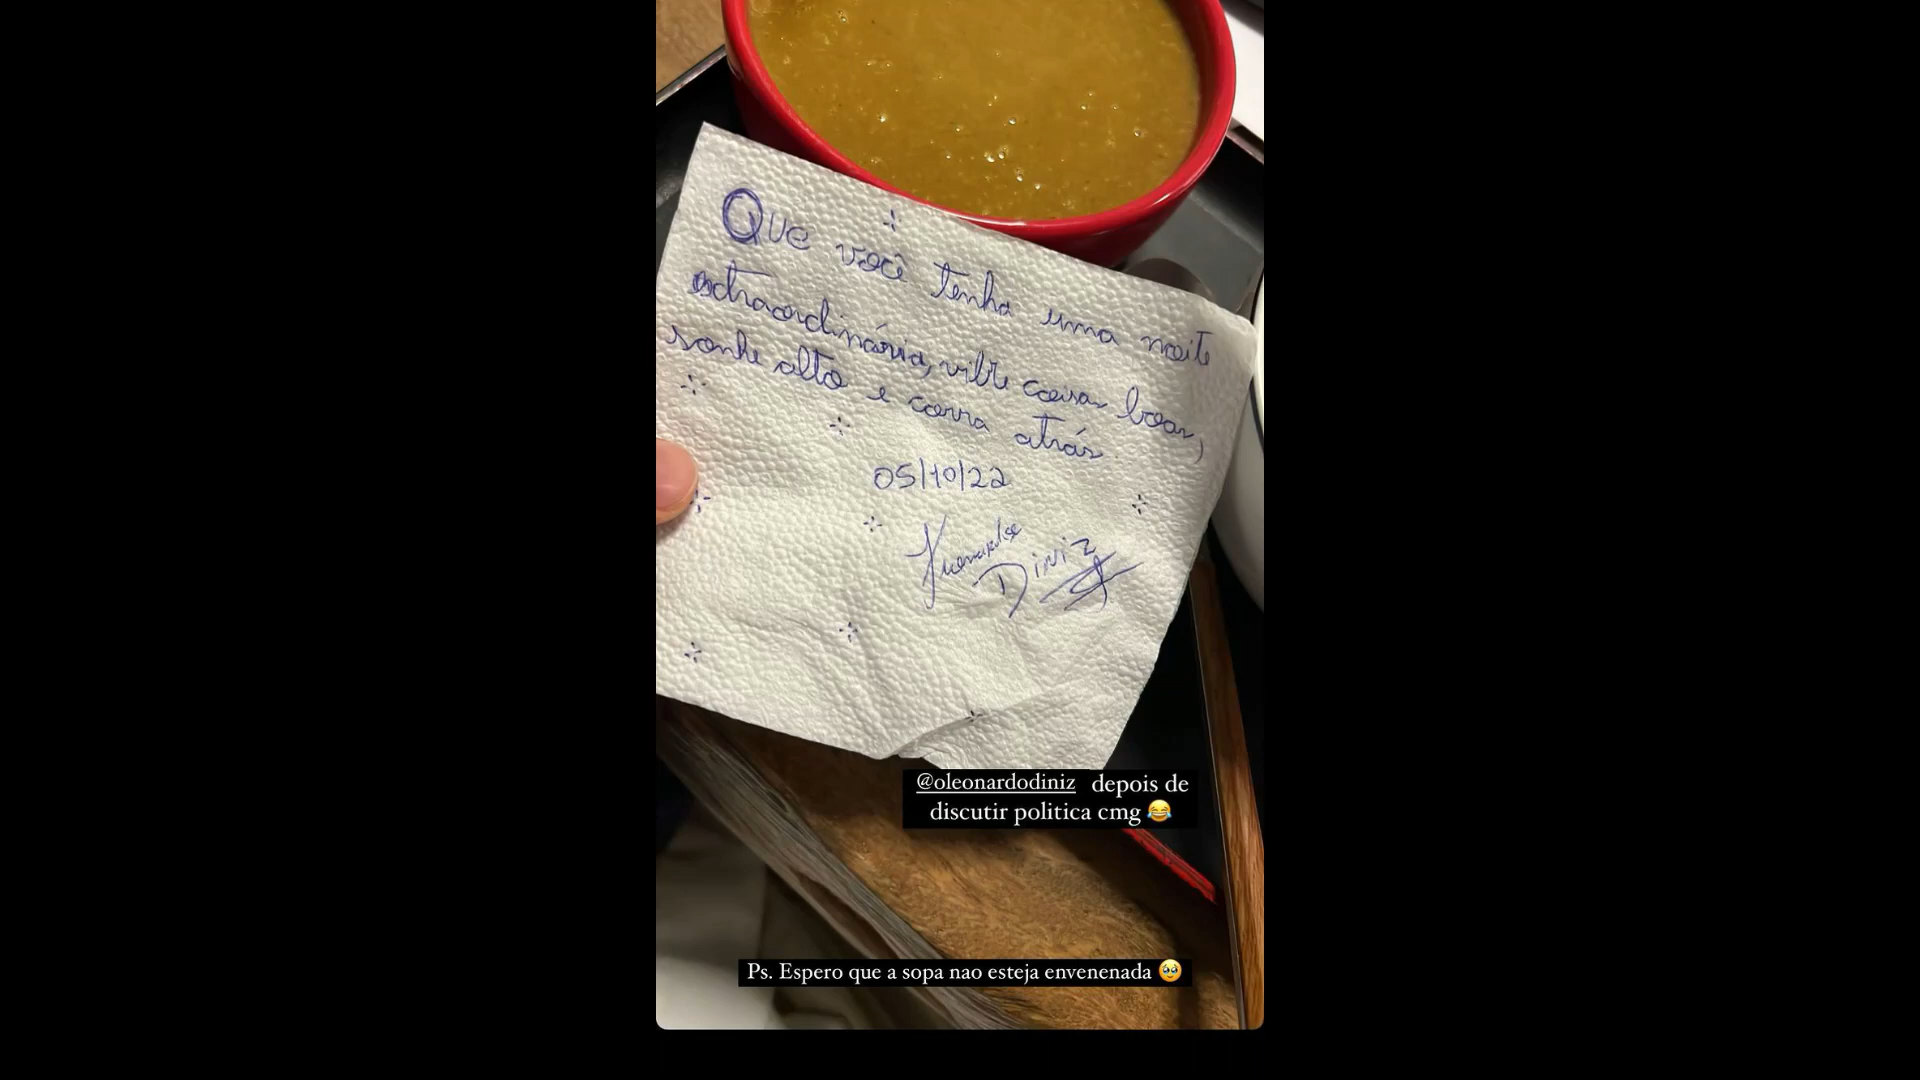 Que você tenha uma noite
extraordinária, vibre coisas boas,
sonhe alto e corra atrás.
05/10/22
Diniz
@oleonardodiniz depois de
discutir politica cmg 😂
Ps. Espero que a sopa nao esteja envenenada 🥹